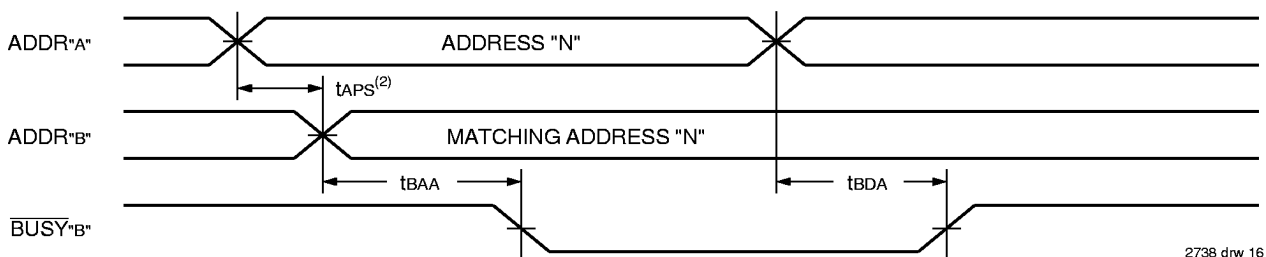 ADDR"A"
ADDRESS "N"
tAPS(2)
ADDR"B"
MATCHING ADDRESS "N"
tBAA
tBDA
BUSY"B"
2738 drw 16